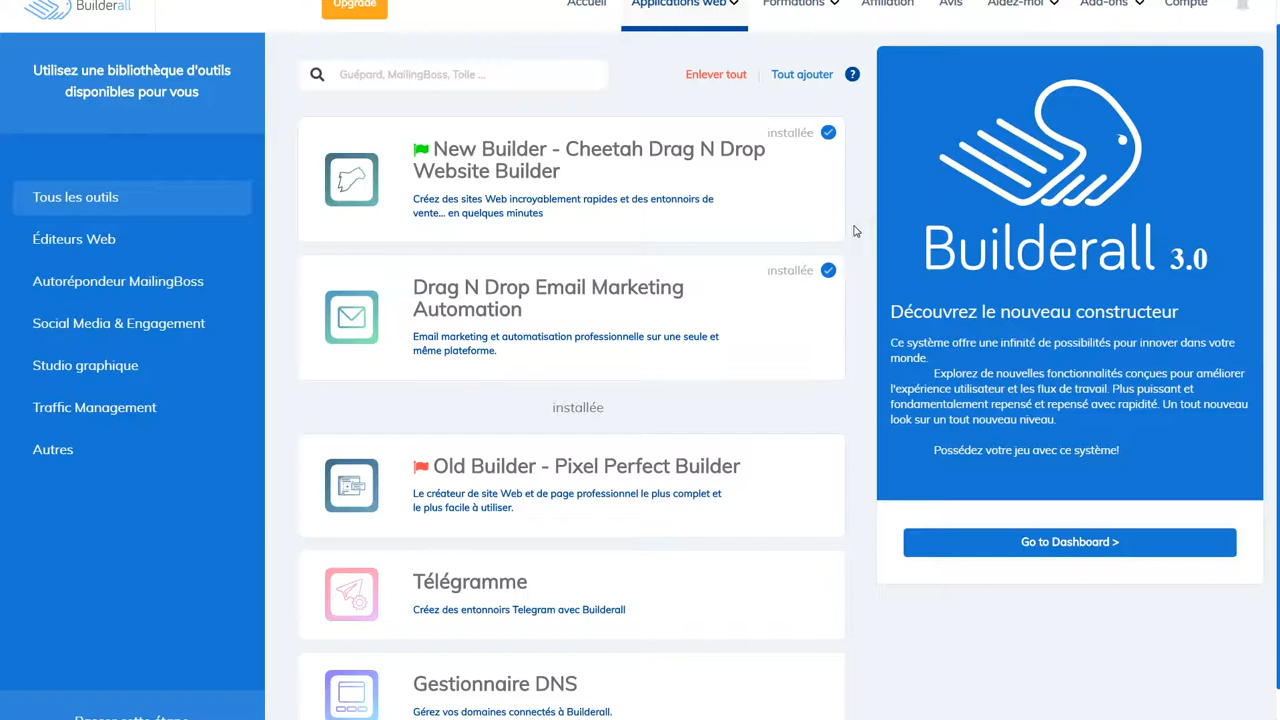 Builderall
Upgrade
Accueil
Applications web
Formations
Affiliation
Avis
Aidez-moi
Add-ons
Compte
Utilisez une bibliothèque d'outils
disponibles pour vous
Tous les outils
Éditeurs Web
Autorépondeur MailingBoss
Social Media & Engagement
Studio graphique
Traffic Management
Autres
Guépard, MailingBoss, Toile ...
Enlever tout
Tout ajouter
?
installée
New Builder - Cheetah Drag N Drop
Website Builder
Créez des sites Web incroyablement rapides et des entonnoirs de
vente... en quelques minutes
installée
Drag N Drop Email Marketing
Automation
Email marketing et automatisation professionnelle sur une seule et
même plateforme.
installée
Old Builder - Pixel Perfect Builder
Le créateur de site Web et de page professionnel le plus complet et
le plus facile à utiliser.
Télégramme
Créez des entonnoirs Telegram avec Builderall
Gestionnaire DNS
Gérez vos domaines connectés à Builderall.
Builderall 3.0
Découvrez le nouveau constructeur
Ce système offre une infinité de possibilités pour innover dans votre
monde.
Explorez de nouvelles fonctionnalités conçues pour améliorer
l'expérience utilisateur et les flux de travail. Plus puissant et
fondamentalement repensé et repensé avec rapidité. Un tout nouveau
look sur un tout nouveau niveau.
Possédez votre jeu avec ce système!
Go to Dashboard >
Passer cette étape